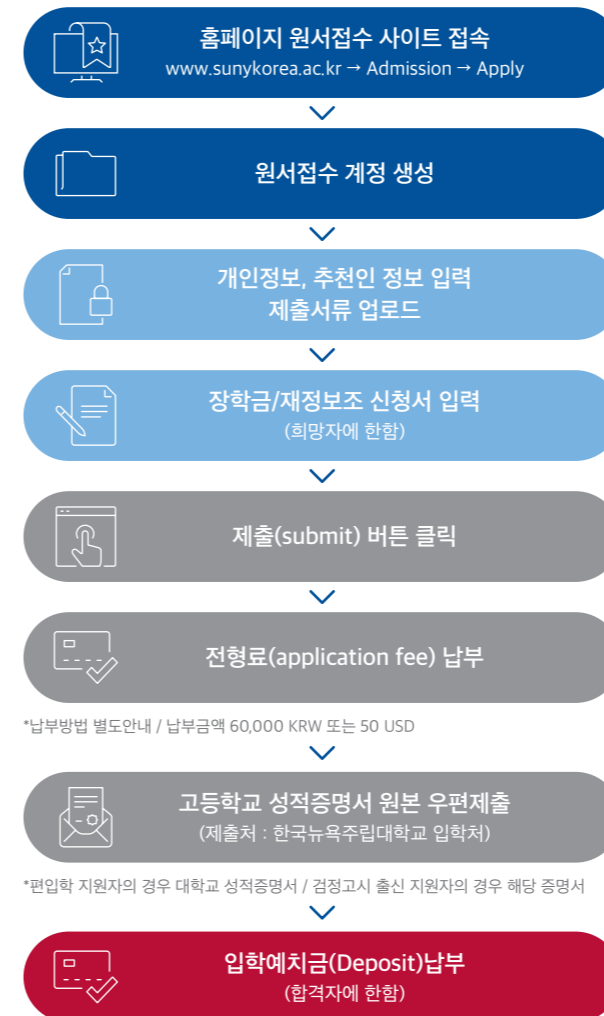 홈페이지 원서접수 사이트 접속
www.sunykorea.ac.kr → Admission → Apply
원서접수 계정 생성
개인정보, 추천인 정보 입력
제출서류 업로드
장학금/재정보조 신청서 입력
(희망자에 한함)
제출(submit) 버튼 클릭
전형료(application fee) 납부
*납부방법 별도안내 / 납부금액 60,000 KRW 또는 50 USD
고등학교 성적증명서 원본 우편제출
(제출처 : 한국뉴욕주립대학교 입학처)
*편입학 지원자의 경우 대학교 성적증명서 / 검정고시 출신 지원자의 경우 해당 증명서
입학예치금(Deposit)납부
(합격자에 한함)